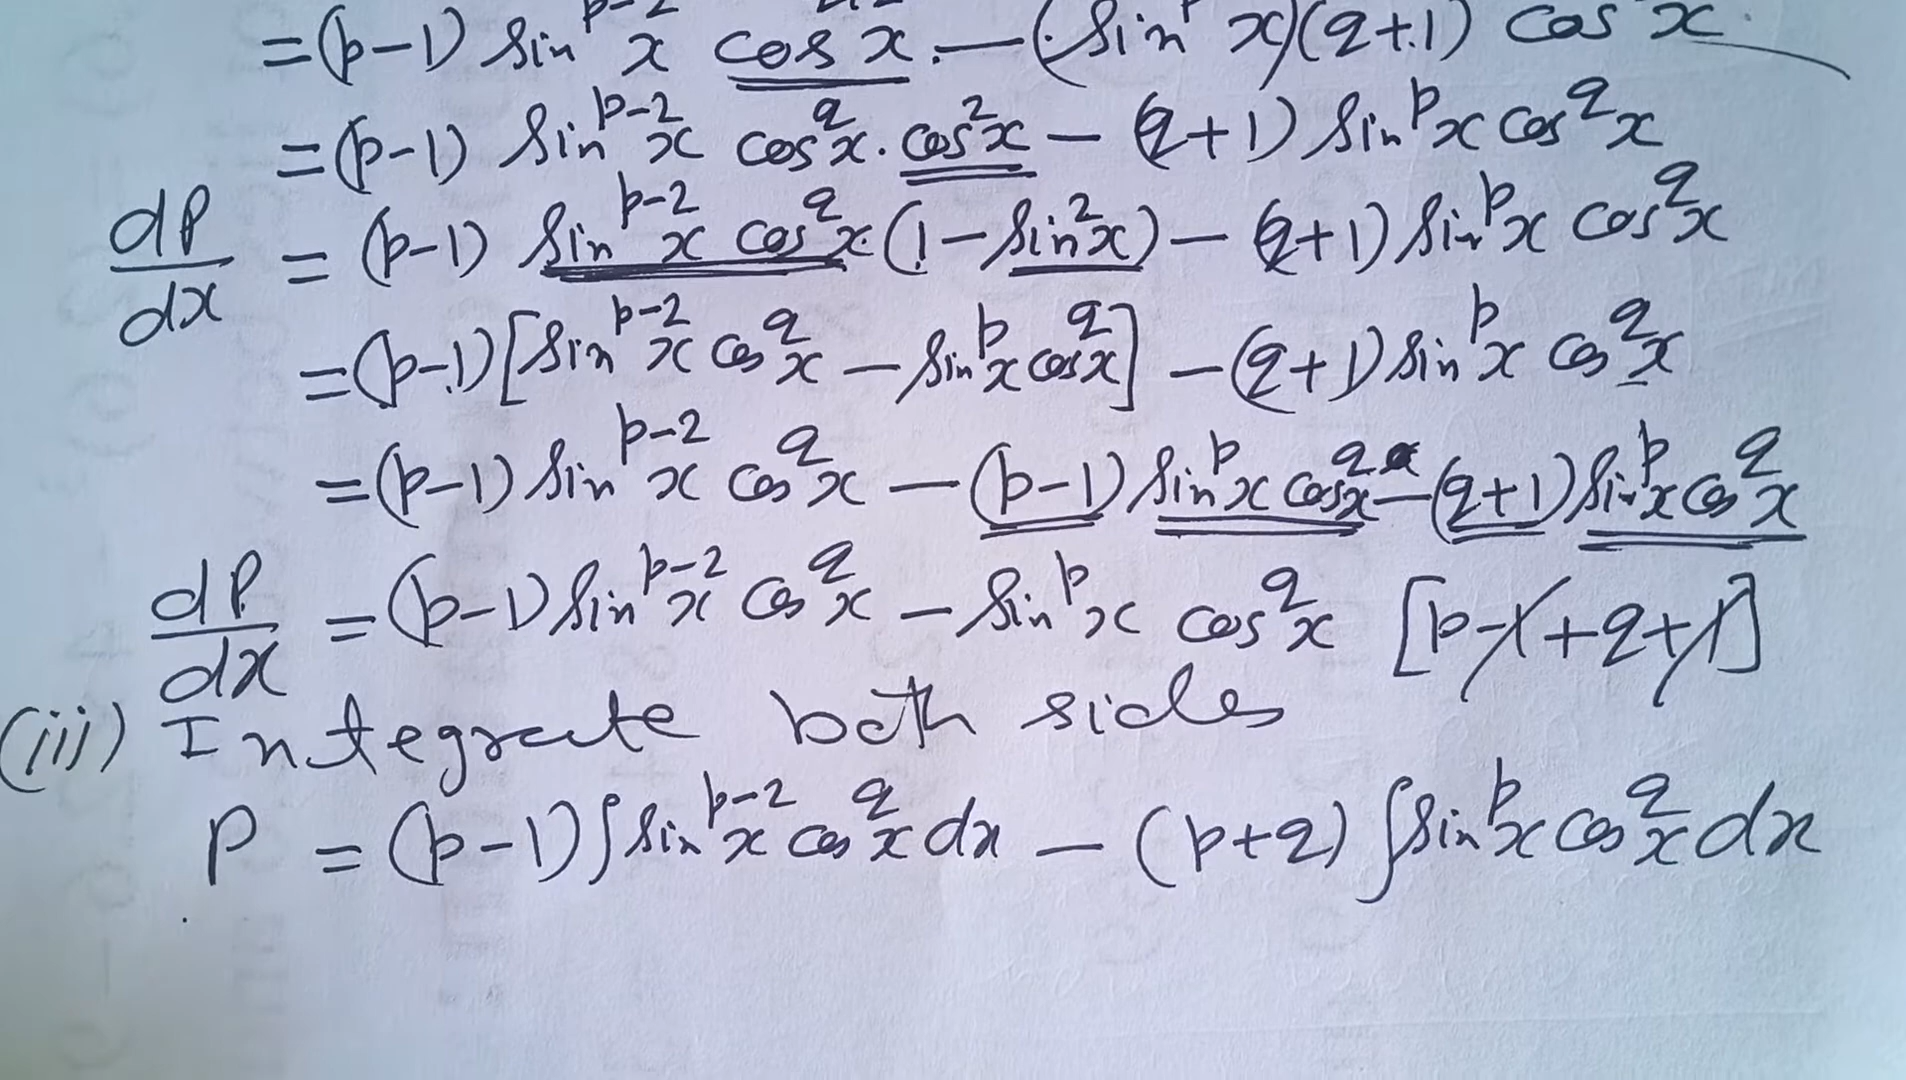 =(p-1) sin^{p-2} x cos x. - (sin^p x)(q+1) cos x
=(p-1) sin^{p-2} x cos^q x . cos^2 x - (q+1) sin^p x cos^q x
dP/dx = (p-1) sin^{p-2} x cos^q x (1-sin^2 x) - (q+1) sin^p x cos^q x
=(p-1)[sin^{p-2} x cos^q x - sin^p x cos^q x] - (q+1) sin^p x cos^q x
=(p-1) sin^{p-2} x cos^q x - (p-1) sin^p x cos^q x - (q+1) sin^p x cos^q x
dP/dx = (p-1) sin^{p-2} x cos^q x - sin^p x cos^q x [p-1+q+1]
(iii) Integrate both sides
P = (p-1) ∫ sin^{p-2} x cos^q x dx - (p+q) ∫ sin^p x cos^q x dx